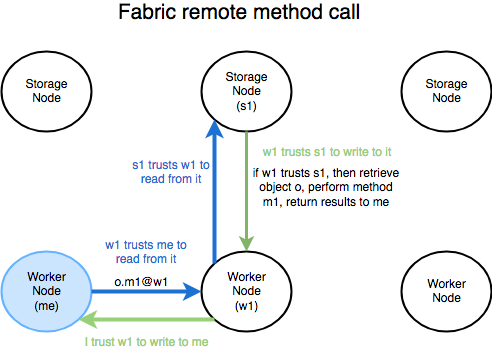 Fabric remote method call
Storage
Node
Storage
Node
(s1)
Storage
Node
s1 trusts w1 to
read from it
w1 trusts s1 to write to it
if w1 trusts s1, then retrieve
object o, perform method
m1, return results to me
w1 trusts me to
read from it
o.m1@w1
Worker
Node
(me)
Worker
Node
(w1)
Worker
Node
I trust w1 to write to me